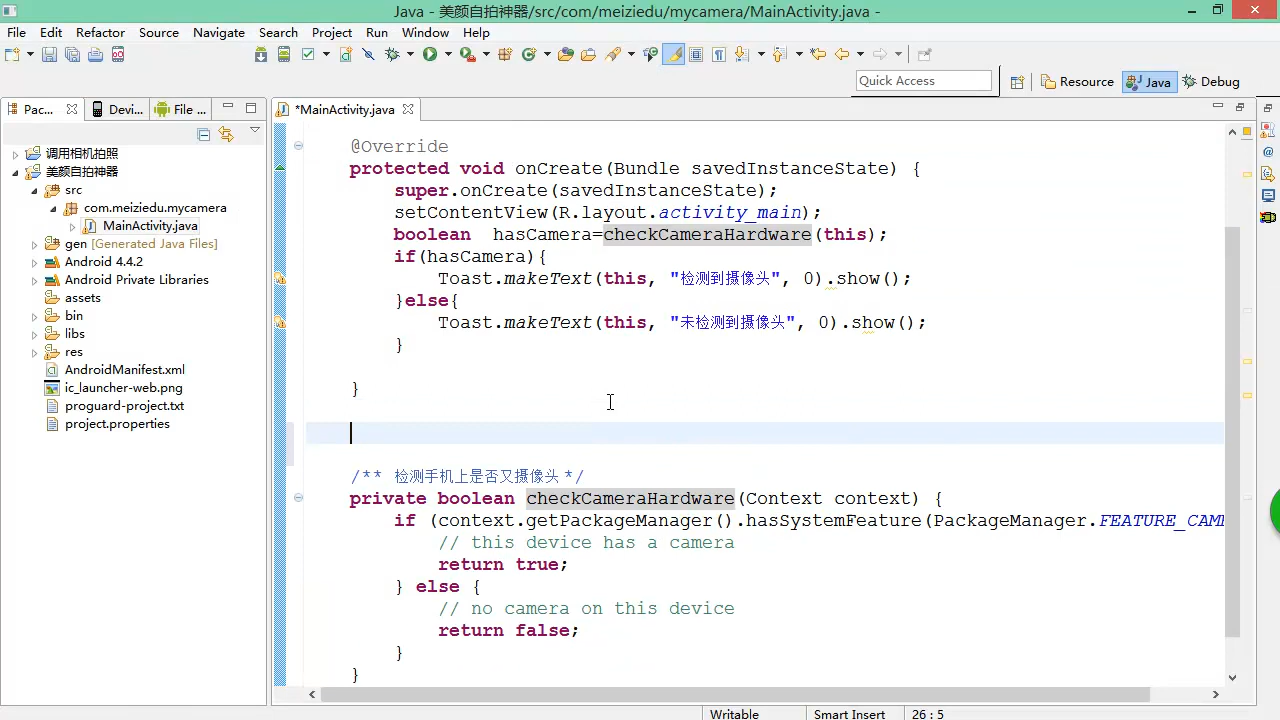 Java - 美颜自拍神器/src/com/meiziedu/mycamera/MainActivity.java -
File Edit Refactor Source Navigate Search Project Run Window Help
Quick Access
Resource Java Debug
Pac... Devi... File ...
*MainActivity.java
调用相机拍照
美颜自拍神器
src
com.meiziedu.mycamera
MainActivity.java
gen [Generated Java Files]
Android 4.4.2
Android Private Libraries
assets
bin
libs
res
AndroidManifest.xml
ic_launcher-web.png
proguard-project.txt
project.properties
@Override
protected void onCreate(Bundle savedInstanceState) {
super.onCreate(savedInstanceState);
setContentView(R.layout.activity_main);
boolean  hasCamera=checkCameraHardware(this);
if(hasCamera){
Toast.makeText(this, "检测到摄像头", 0).show();
}else{
Toast.makeText(this, "未检测到摄像头", 0).show();
}
}
/** 检测手机上是否又摄像头 */
private boolean checkCameraHardware(Context context) {
if (context.getPackageManager().hasSystemFeature(PackageManager.FEATURE_CAM
// this device has a camera
return true;
} else {
// no camera on this device
return false;
}
}
Writable Smart Insert 26 : 5